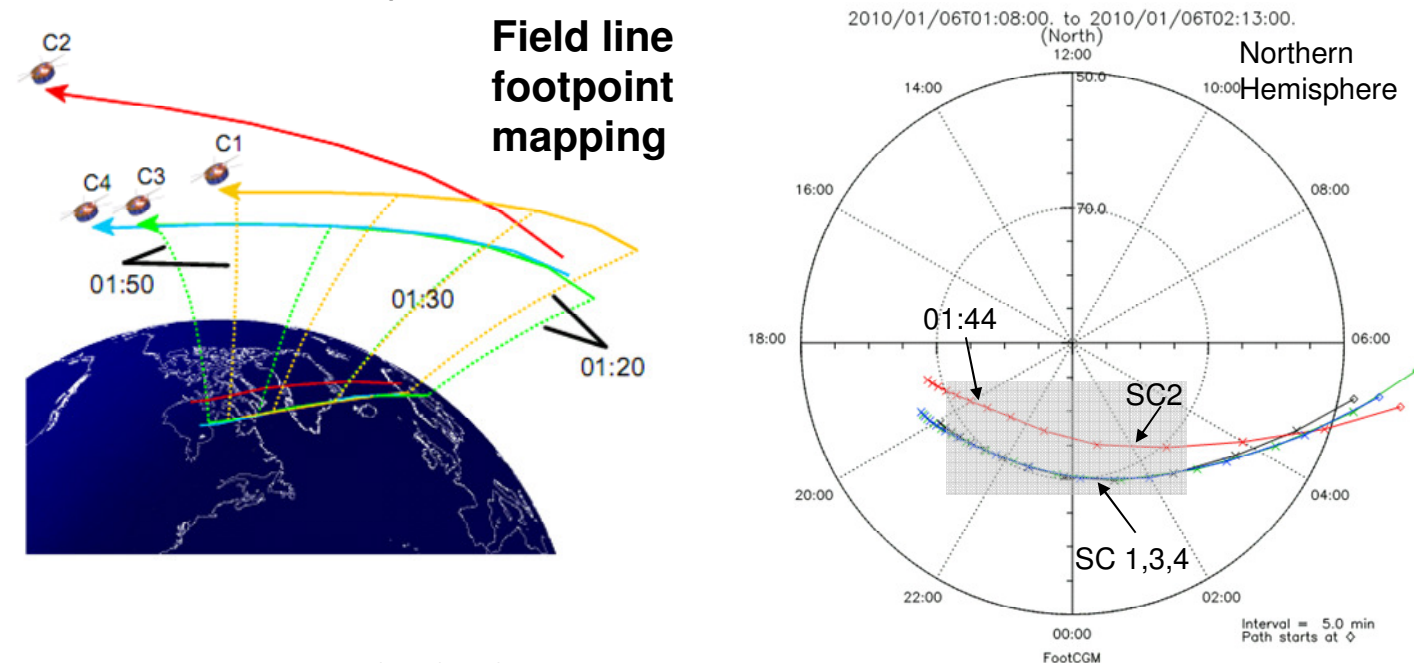 C2
Field line
footpoint
mapping
C1
C4
C3
01:50
01:30
01:20
2010/01/06T01:08:00. to 2010/01/06T02:13:00.
(North)
12:00
Northern
Hemisphere
50.0
14:00
10:00
16:00
08:00
70.0
01:44
18:00
06:00
SC2
20:00
04:00
SC 1,3,4
22:00
02:00
00:00
Interval = 5.0 min
Path starts at ◇
FootCGM